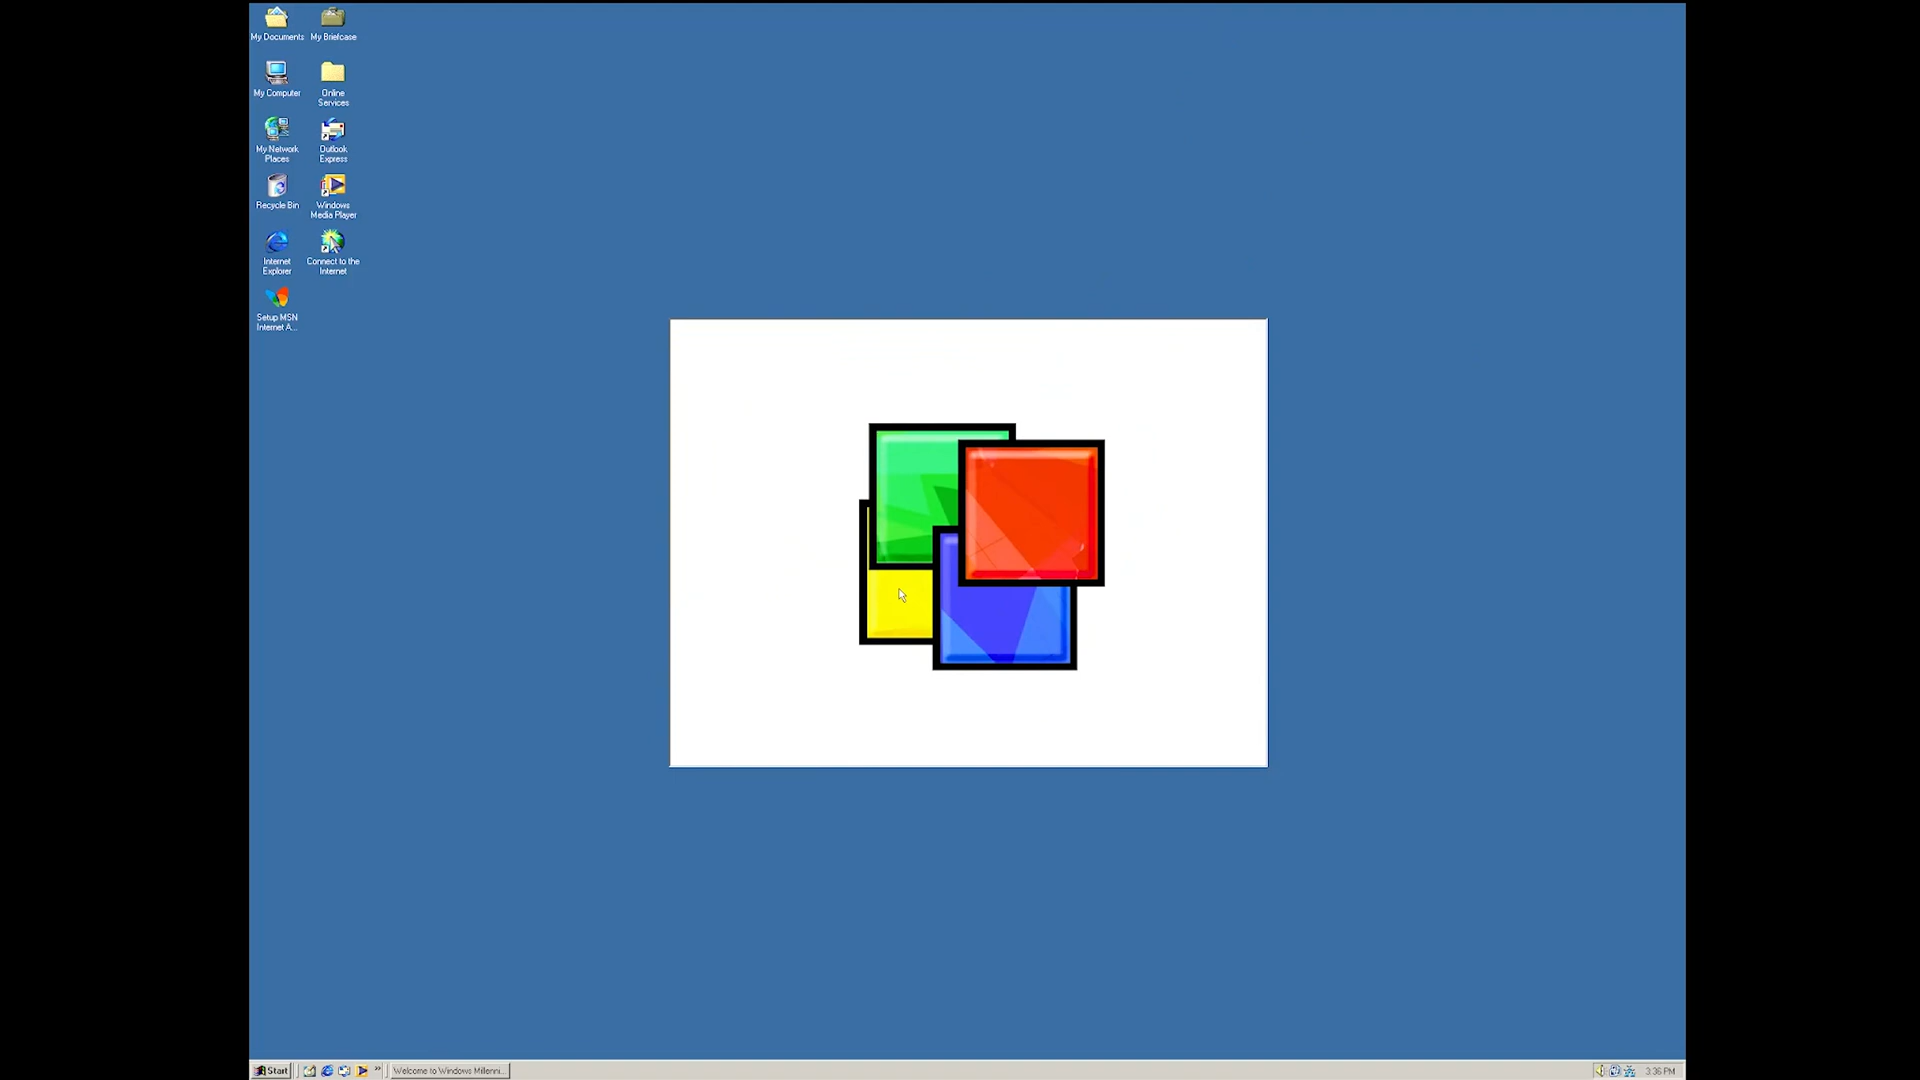 My Documents
My Briefcase
My Computer
Online
Services
My Network
Places
Outlook
Express
Recycle Bin
Windows
Media Player
Internet
Explorer
Connect to the
Internet
Setup MSN
Internet A...
Start
Welcome to Windows Millenni...
3:36 PM